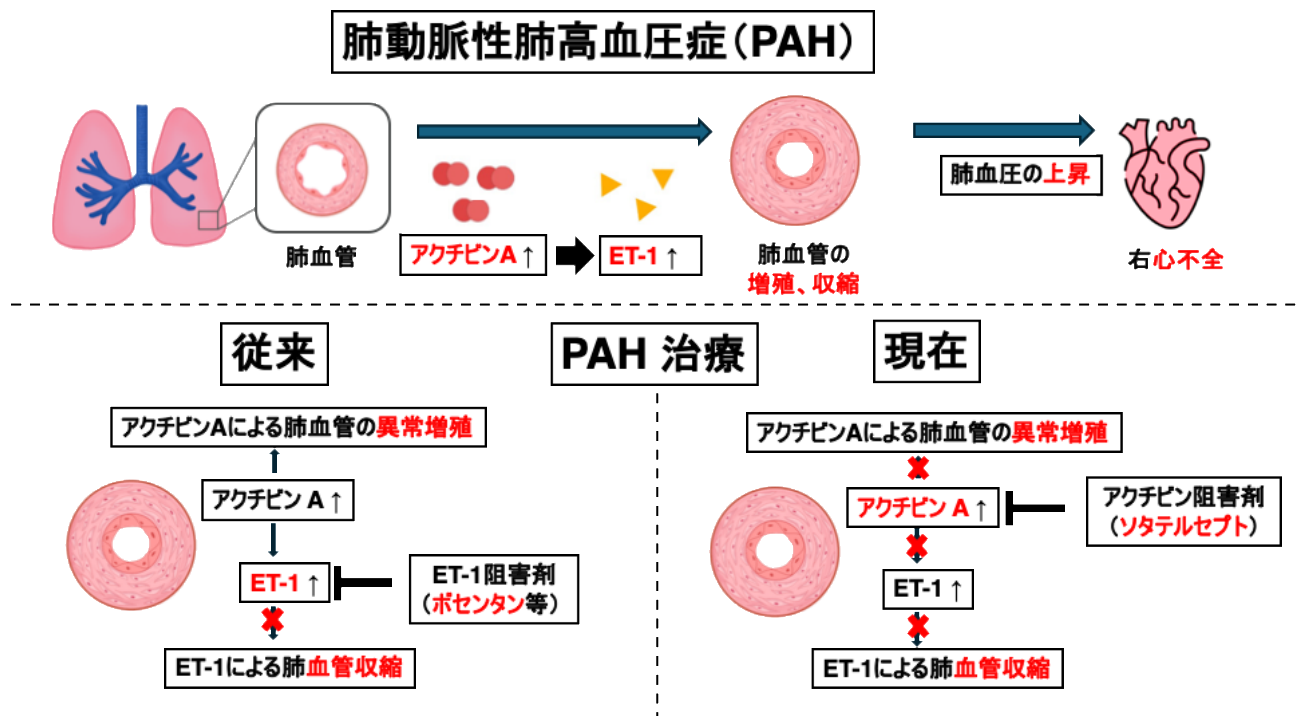 肺動脈性肺高血圧症（PAH）
肺血管
アクチビンA ↑
ET-1 ↑
肺血管の
増殖、収縮
肺血圧の上昇
右心不全
従来
PAH 治療
現在
アクチビンAによる肺血管の異常増殖
アクチビン A ↑
ET-1 ↑
ET-1阻害剤
（ボセンタン等）
ET-1による肺血管収縮
アクチビンAによる肺血管の異常増殖
アクチビン A ↑
アクチビン阻害剤
（ソタテルセプト）
ET-1 ↑
ET-1による肺血管収縮